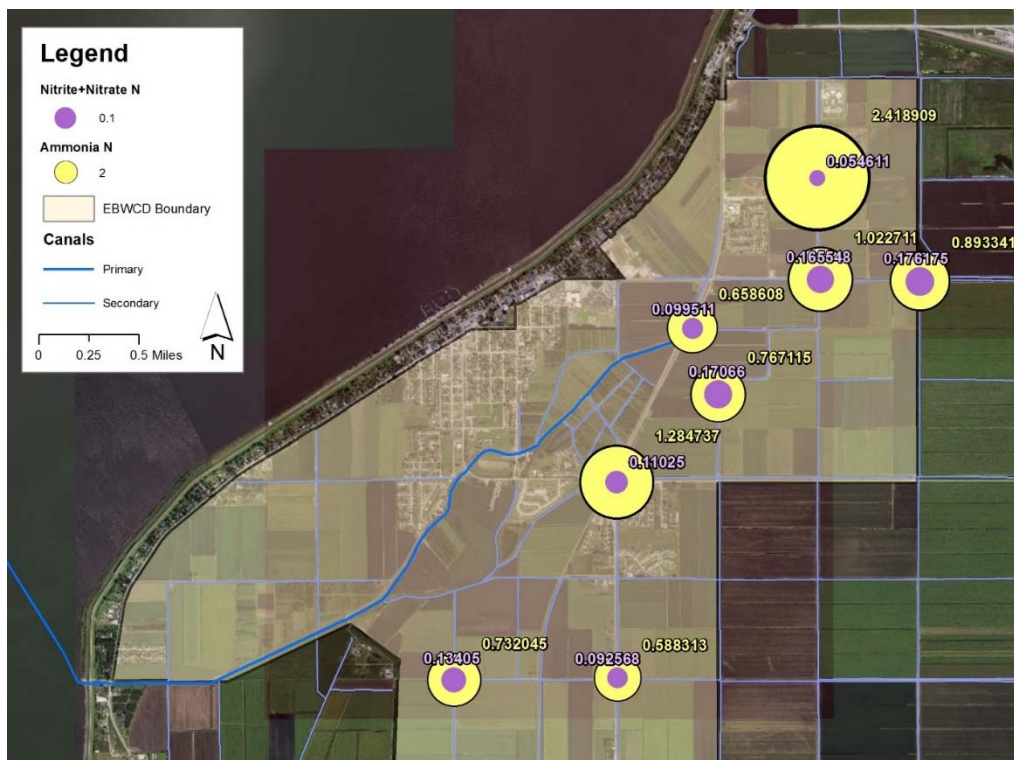 Legend
Nitrite+Nitrate N
0.1
Ammonia N
2
EBWCD Boundary
Canals
Primary
Secondary
0 0.25 0.5 Miles
N
2.418909
0.054611
1.022711
0.165548
0.893341
0.176175
0.658608
0.099511
0.767115
0.17066
1.284737
0.11025
0.732045
0.13405
0.588313
0.092568